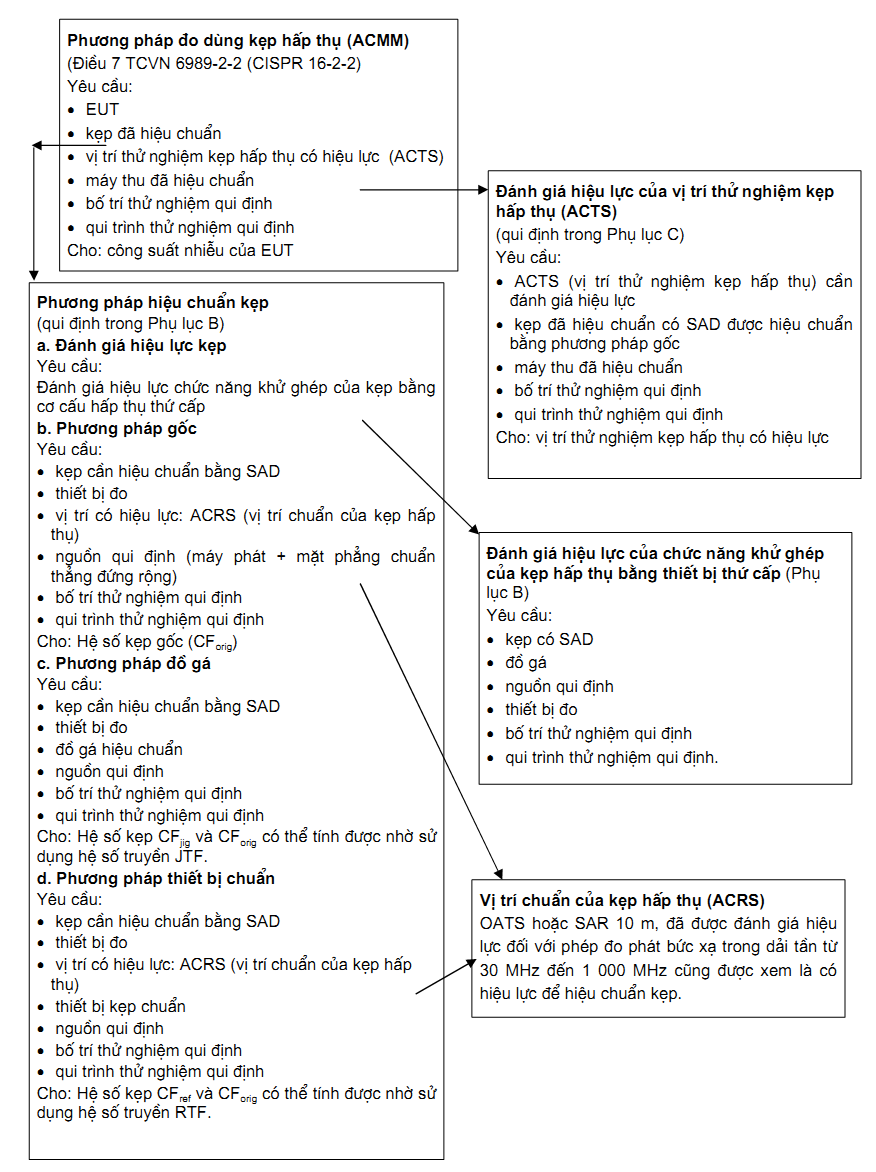 Phương pháp đo dùng kẹp hấp thụ (ACMM)
(Điều 7 TCVN 6989-2-2 (CISPR 16-2-2)
Yêu cầu:
• EUT
• kẹp đã hiệu chuẩn
• vị trí thử nghiệm kẹp hấp thụ có hiệu lực (ACTS)
• máy thu đã hiệu chuẩn
• bố trí thử nghiệm qui định
• qui trình thử nghiệm qui định
Cho: công suất nhiễu của EUT
Đánh giá hiệu lực của vị trí thử nghiệm kẹp
hấp thụ (ACTS)
(qui định trong Phụ lục C)
Yêu cầu:
• ACTS (vị trí thử nghiệm kẹp hấp thụ) cần
đánh giá hiệu lực
• kẹp đã hiệu chuẩn có SAD được hiệu chuẩn
bằng phương pháp gốc
• máy thu đã hiệu chuẩn
• bố trí thử nghiệm qui định
• qui trình thử nghiệm qui định
Cho: vị trí thử nghiệm kẹp hấp thụ có hiệu lực
Phương pháp hiệu chuẩn kẹp
(qui định trong Phụ lục B)
a. Đánh giá hiệu lực kẹp
Yêu cầu:
Đánh giá hiệu lực chức năng khử ghép của kẹp bằng
cơ cấu hấp thụ thứ cấp
b. Phương pháp gốc
Yêu cầu:
• kẹp cần hiệu chuẩn bằng SAD
• thiết bị đo
• vị trí có hiệu lực: ACRS (vị trí chuẩn của kẹp hấp
thụ)
• nguồn qui định (máy phát + mặt phẳng chuẩn
thẳng đứng rộng)
• bố trí thử nghiệm qui định
• qui trình thử nghiệm qui định
Cho: Hệ số kẹp gốc (CForig)
c. Phương pháp đồ gá
Yêu cầu:
• kẹp cần hiệu chuẩn bằng SAD
• thiết bị đo
• đồ gá hiệu chuẩn
• nguồn qui định
• bố trí thử nghiệm qui định
• qui trình thử nghiệm qui định
Cho: Hệ số kẹp CFjig và CForig có thể tính được nhờ sử
dụng hệ số truyền JTF.
d. Phương pháp thiết bị chuẩn
Yêu cầu:
• kẹp cần hiệu chuẩn bằng SAD
• thiết bị đo
• vị trí có hiệu lực: ACRS (vị trí chuẩn của kẹp hấp
thụ)
• thiết bị kẹp chuẩn
• nguồn qui định
• bố trí thử nghiệm qui định
• qui trình thử nghiệm qui định
Cho: Hệ số kẹp CFref và CForig có thể tính được nhờ sử
dụng hệ số truyền RTF.
Đánh giá hiệu lực của chức năng khử ghép
của kẹp hấp thụ bằng thiết bị thứ cấp (Phụ
lục B)
Yêu cầu:
• kẹp có SAD
• đồ gá
• nguồn qui định
• thiết bị đo
• bố trí thử nghiệm qui định
• qui trình thử nghiệm qui định.
Vị trí chuẩn của kẹp hấp thụ (ACRS)
OATS hoặc SAR 10 m, đã được đánh giá hiệu
lực đối với phép đo phát bức xạ trong dải tần từ
30 MHz đến 1 000 MHz cũng được xem là có
hiệu lực để hiệu chuẩn kẹp.